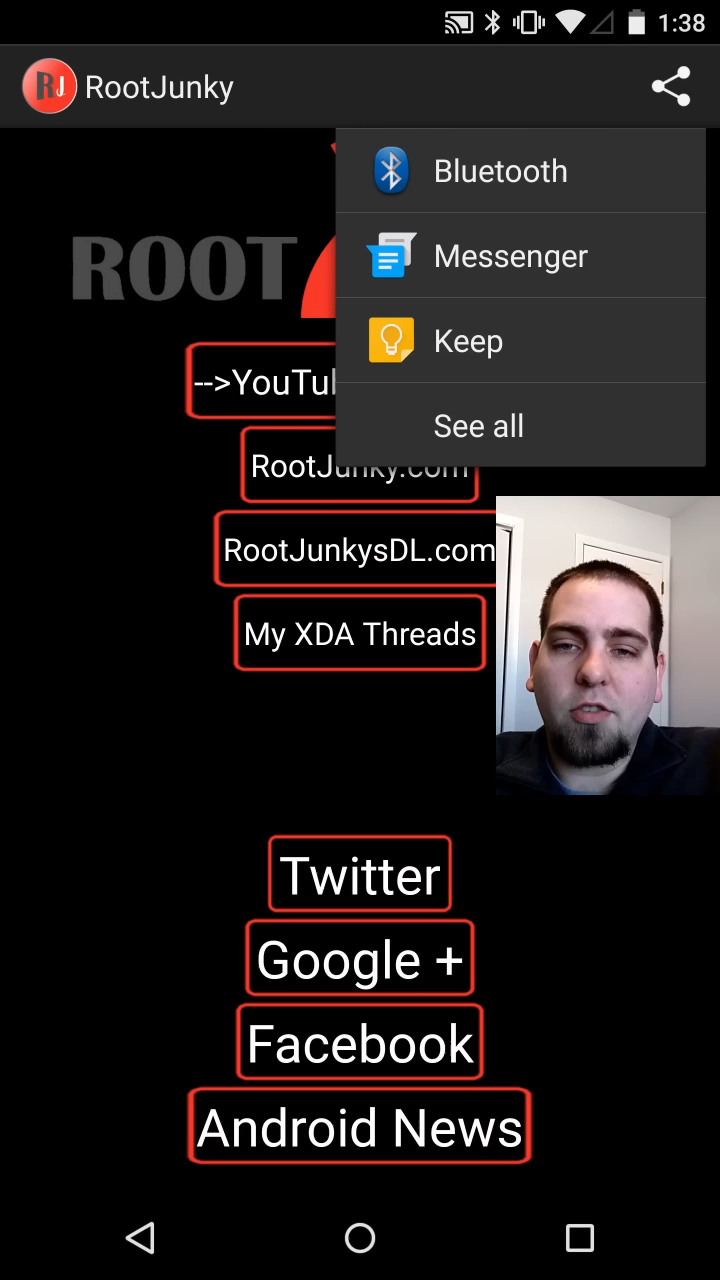 1:38
RJ RootJunky
Bluetooth
ROOT
Messenger
Keep
-->YouTu
See all
RootJunky.com
RootJunkysDL.com
My XDA Threads
Twitter
Google +
Facebook
Android News